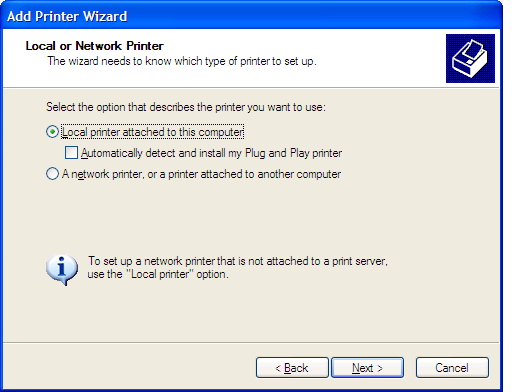 Add Printer Wizard
Local or Network Printer
The wizard needs to know which type of printer to set up.
Select the option that describes the printer you want to use:
Local printer attached to this computer
Automatically detect and install my Plug and Play printer
A network printer, or a printer attached to another computer
To set up a network printer that is not attached to a print server,
use the "Local printer" option.
< Back
Next >
Cancel